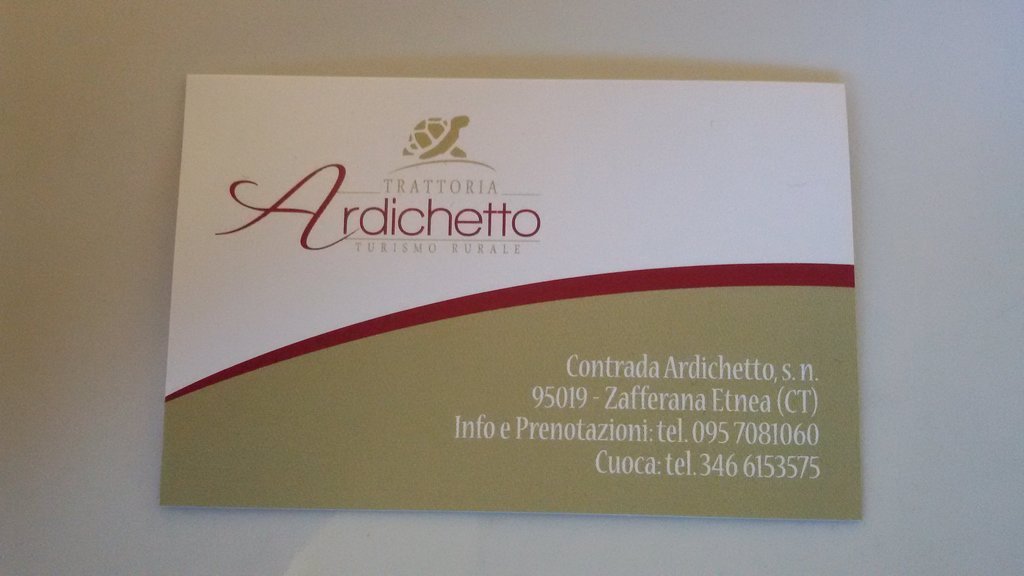 TRATTORIA
Ardichetto
TURISMO RURALE
Contrada Ardichetto, s. n.
95019 - Zafferana Etnea (CT)
Info e Prenotazioni: tel. 095 7081060
Cuoca: tel. 346 6153575